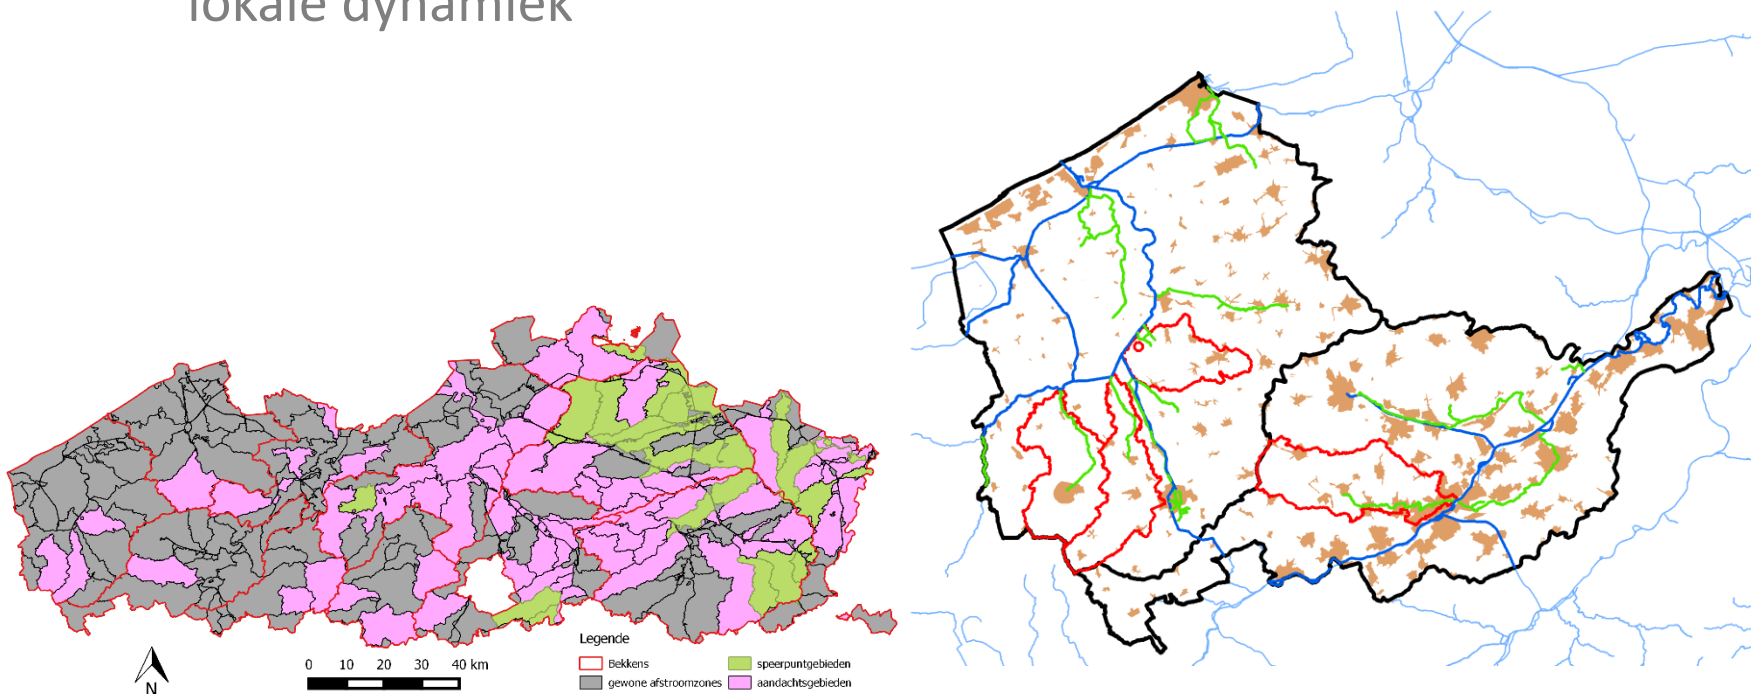 lokale dynamiek
Legende
Bekkens
speerpuntgebieden
gewone afstroomzones
aandachtsgebieden
0 10 20 30 40 km
N